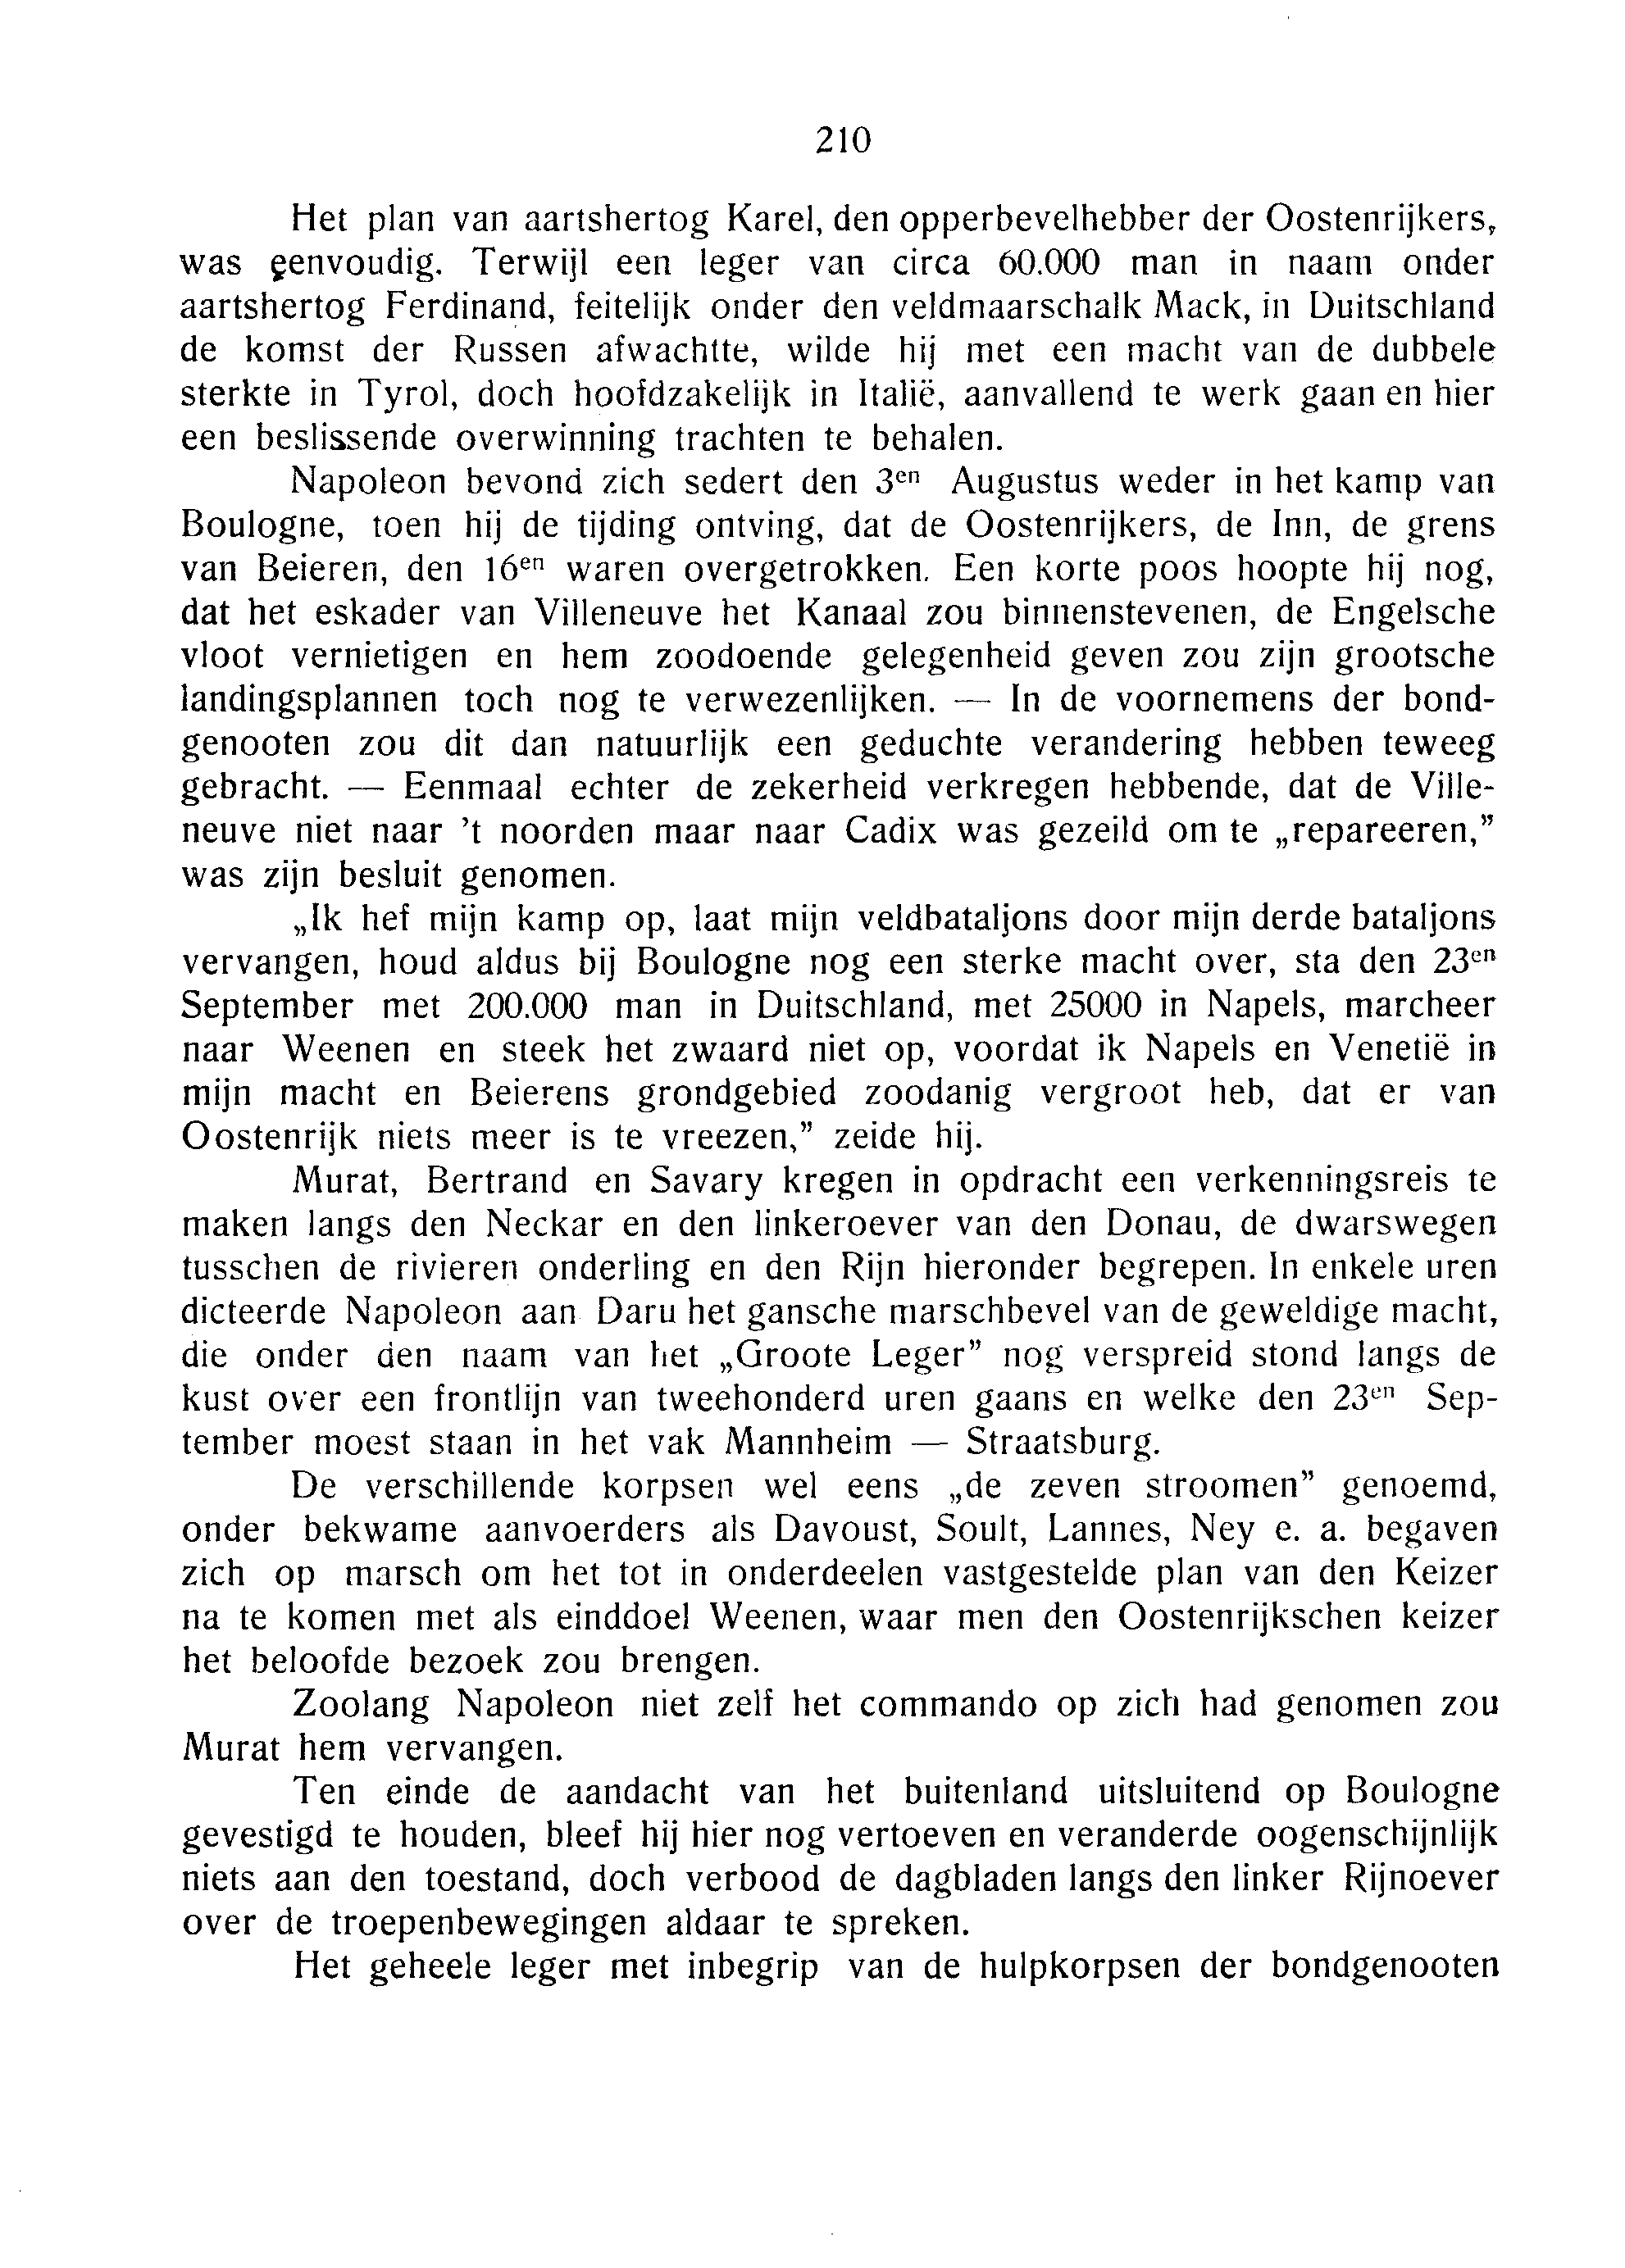 210
Het plan van aartshertog Karel, den opperbevelhebber der Oostenrijkers,
was eenvoudig. Terwijl een leger van circa 60.000 man in naam onder
aartshertog Ferdinand, feitelijk onder den veldmaarschalk Mack, in Duitschland
de komst der Russen afwachtte, wilde hij met een macht van de dubbele
sterkte in Tyrol, doch hoofdzakelijk in Italië, aanvallend te werk gaan en hier
een beslissende overwinning trachten te behalen.
Napoleon bevond zich sedert den 3en Augustus weder in het kamp van
Boulogne, toen hij de tijding ontving, dat de Oostenrijkers, de Inn, de grens
van Beieren, den 16en waren overgetrokken. Een korte poos hoopte hij nog,
dat het eskader van Villeneuve het Kanaal zou binnenstevenen, de Engelsche
vloot vernietigen en hem zoodoende gelegenheid geven zou zijn grootsche
landingsplannen toch nog te verwezenlijken. — In de voornemens der bond-
genooten zou dit dan natuurlijk een geduchte verandering hebben teweeg
gebracht. — Eenmaal echter de zekerheid verkregen hebbende, dat de Ville-
neuve niet naar 't noorden maar naar Cadix was gezeild om te „repareeren,”
was zijn besluit genomen.
„Ik hef mijn kamp op, laat mijn veldbataljons door mijn derde bataljons
vervangen, houd aldus bij Boulogne nog een sterke macht over, sta den 23en
September met 200.000 man in Duitschland, met 25000 in Napels, marcheer
naar Weenen en steek het zwaard niet op, voordat ik Napels en Venetië in
mijn macht en Beierens grondgebied zoodanig vergroot heb, dat er van
Oostenrijk niets meer is te vreezen,” zeide hij.
Murat, Bertrand en Savary kregen in opdracht een verkenningsreis te
maken langs den Neckar en den linkeroever van den Donau, de dwarswegen
tusschen de rivieren onderling en den Rijn hieronder begrepen. In enkele uren
dicteerde Napoleon aan Daru het gansche marschbevel van de geweldige macht,
die onder den naam van het „Groote Leger” nog verspreid stond langs de
kust over een frontlijn van tweehonderd uren gaans en welke den 23en Sep-
tember moest staan in het vak Mannheim — Straatsburg.
De verschillende korpsen wel eens „de zeven stroomen” genoemd,
onder bekwame aanvoerders als Davoust, Soult, Lannes, Ney e. a. begaven
zich op marsch om het tot in onderdeelen vastgestelde plan van den Keizer
na te komen met als einddoel Weenen, waar men den Oostenrijkschen keizer
het beloofde bezoek zou brengen.
Zoolang Napoleon niet zelf het commando op zich had genomen zou
Murat hem vervangen.
Ten einde de aandacht van het buitenland uitsluitend op Boulogne
gevestigd te houden, bleef hij hier nog vertoeven en veranderde oogenschijnlijk
niets aan den toestand, doch verbood de dagbladen langs den linker Rijnoever
over de troepenbewegingen aldaar te spreken.
Het geheele leger met inbegrip van de hulpkorpsen der bondgenooten